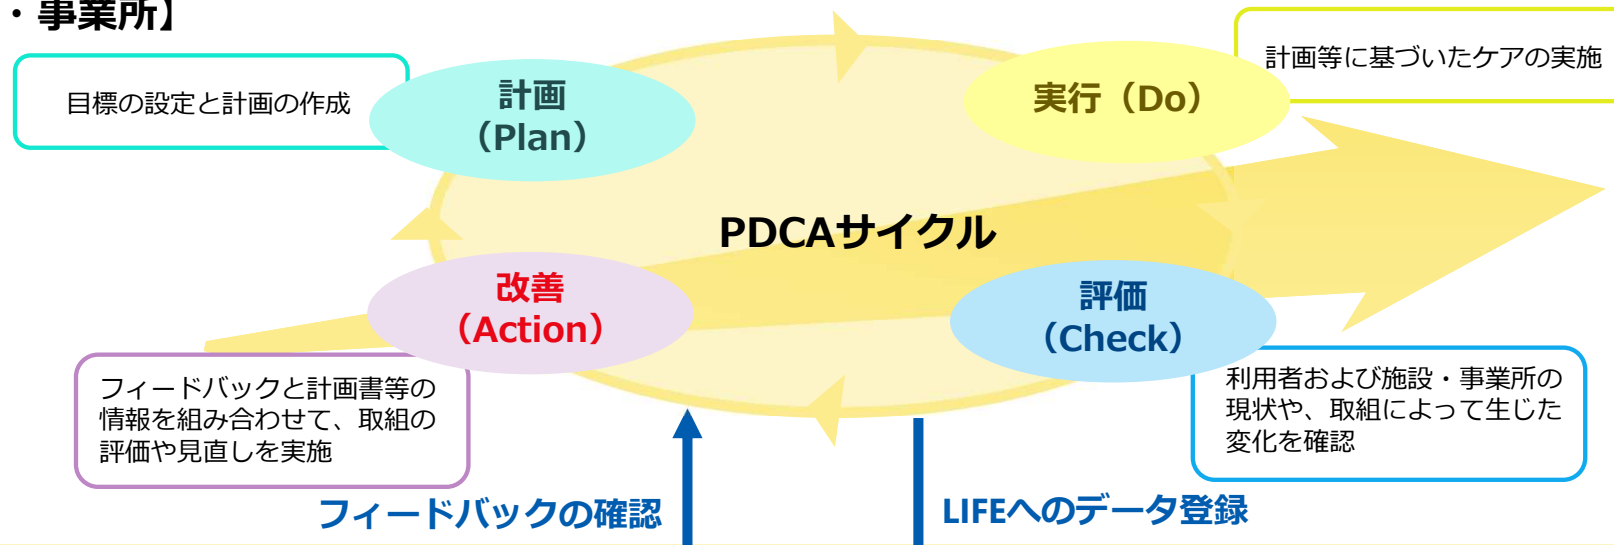 ・事業所】
目標の設定と計画の作成
計画
（Plan）
実行（Do）
計画等に基づいたケアの実施
PDCAサイクル
改善
（Action）
評価
（Check）
フィードバックと計画書等の
情報を組み合わせて、取組の
評価や見直しを実施
利用者および施設・事業所の
現状や、取組によって生じた
変化を確認
フィードバックの確認
LIFEへのデータ登録